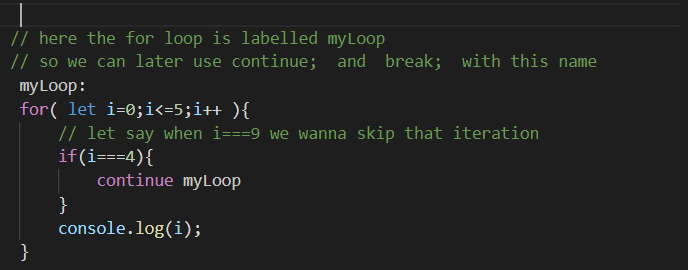 // here the for loop is labelled myLoop
// so we can later use continue;  and  break;  with this name
myLoop:
for( let i=0;i<=5;i++ ){
    // let say when i===9 we wanna skip that iteration
    if(i===4){
        continue myLoop
    }
    console.log(i);
}